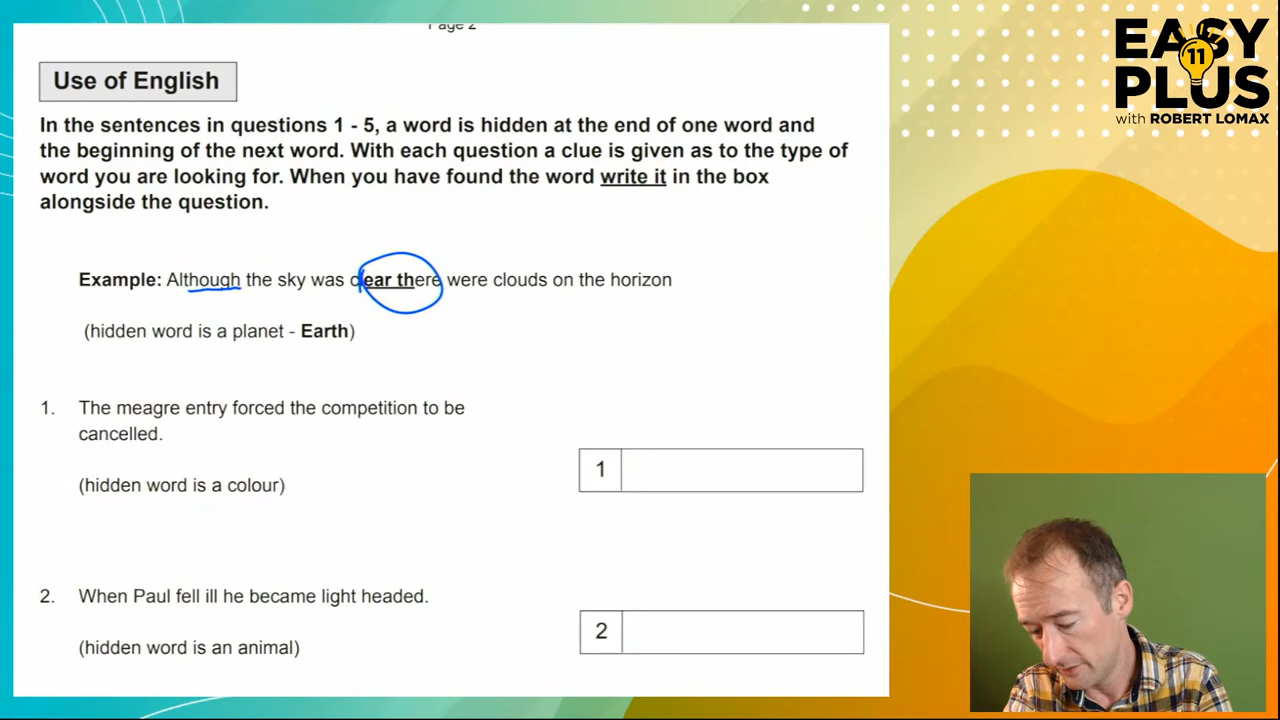 Page 2
EASY
11
PLUS
with ROBERT LOMAX
Use of English
In the sentences in questions 1 - 5, a word is hidden at the end of one word and
the beginning of the next word. With each question a clue is given as to the type of
word you are looking for. When you have found the word write it in the box
alongside the question.
Example: Although the sky was clear there were clouds on the horizon
(hidden word is a planet - Earth)
1. The meagre entry forced the competition to be
cancelled.
1
(hidden word is a colour)
2. When Paul fell ill he became light headed.
2
(hidden word is an animal)